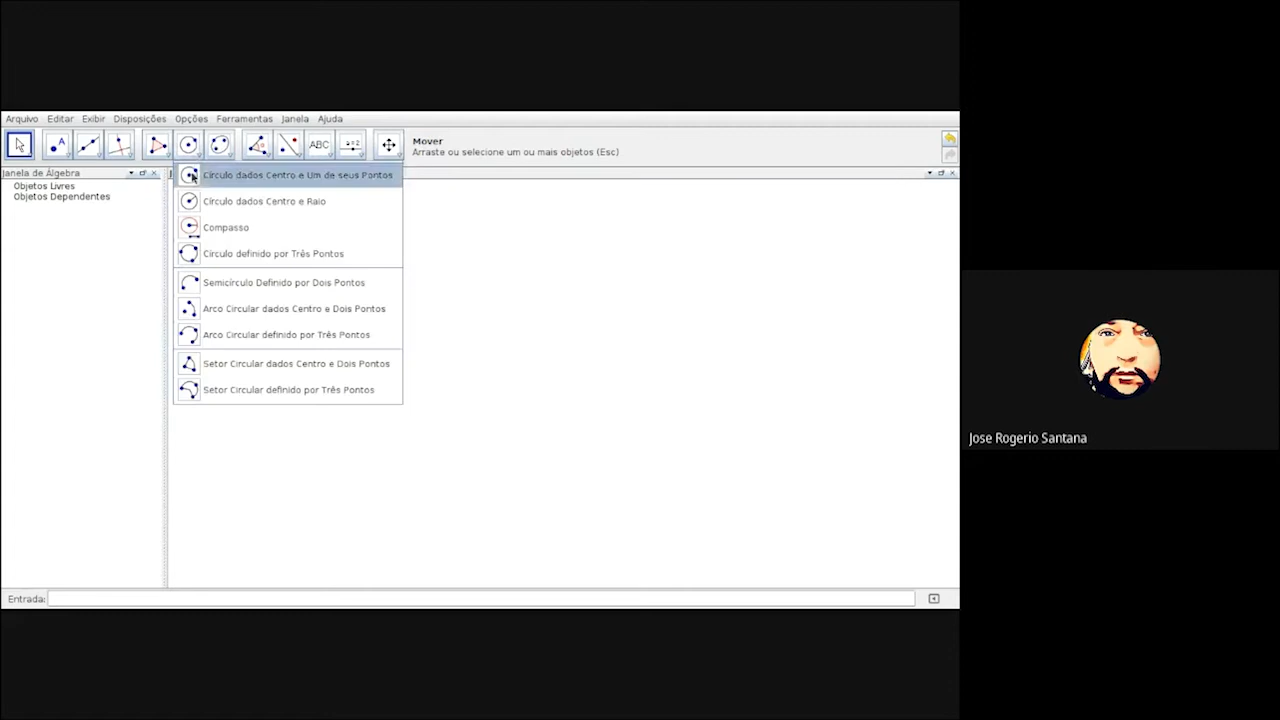 Arquivo Editar Exibir Disposições Opções Ferramentas Janela Ajuda
ABC
a=2
Mover
Arraste ou selecione um ou mais objetos (Esc)
Janela de Álgebra
Objetos Livres
Objetos Dependentes
Círculo dados Centro e Um de seus Pontos
Círculo dados Centro e Raio
Compasso
Círculo definido por Três Pontos
Semicírculo Definido por Dois Pontos
Arco Circular dados Centro e Dois Pontos
Arco Circular definido por Três Pontos
Setor Circular dados Centro e Dois Pontos
Setor Circular definido por Três Pontos
Entrada:
Jose Rogerio Santana